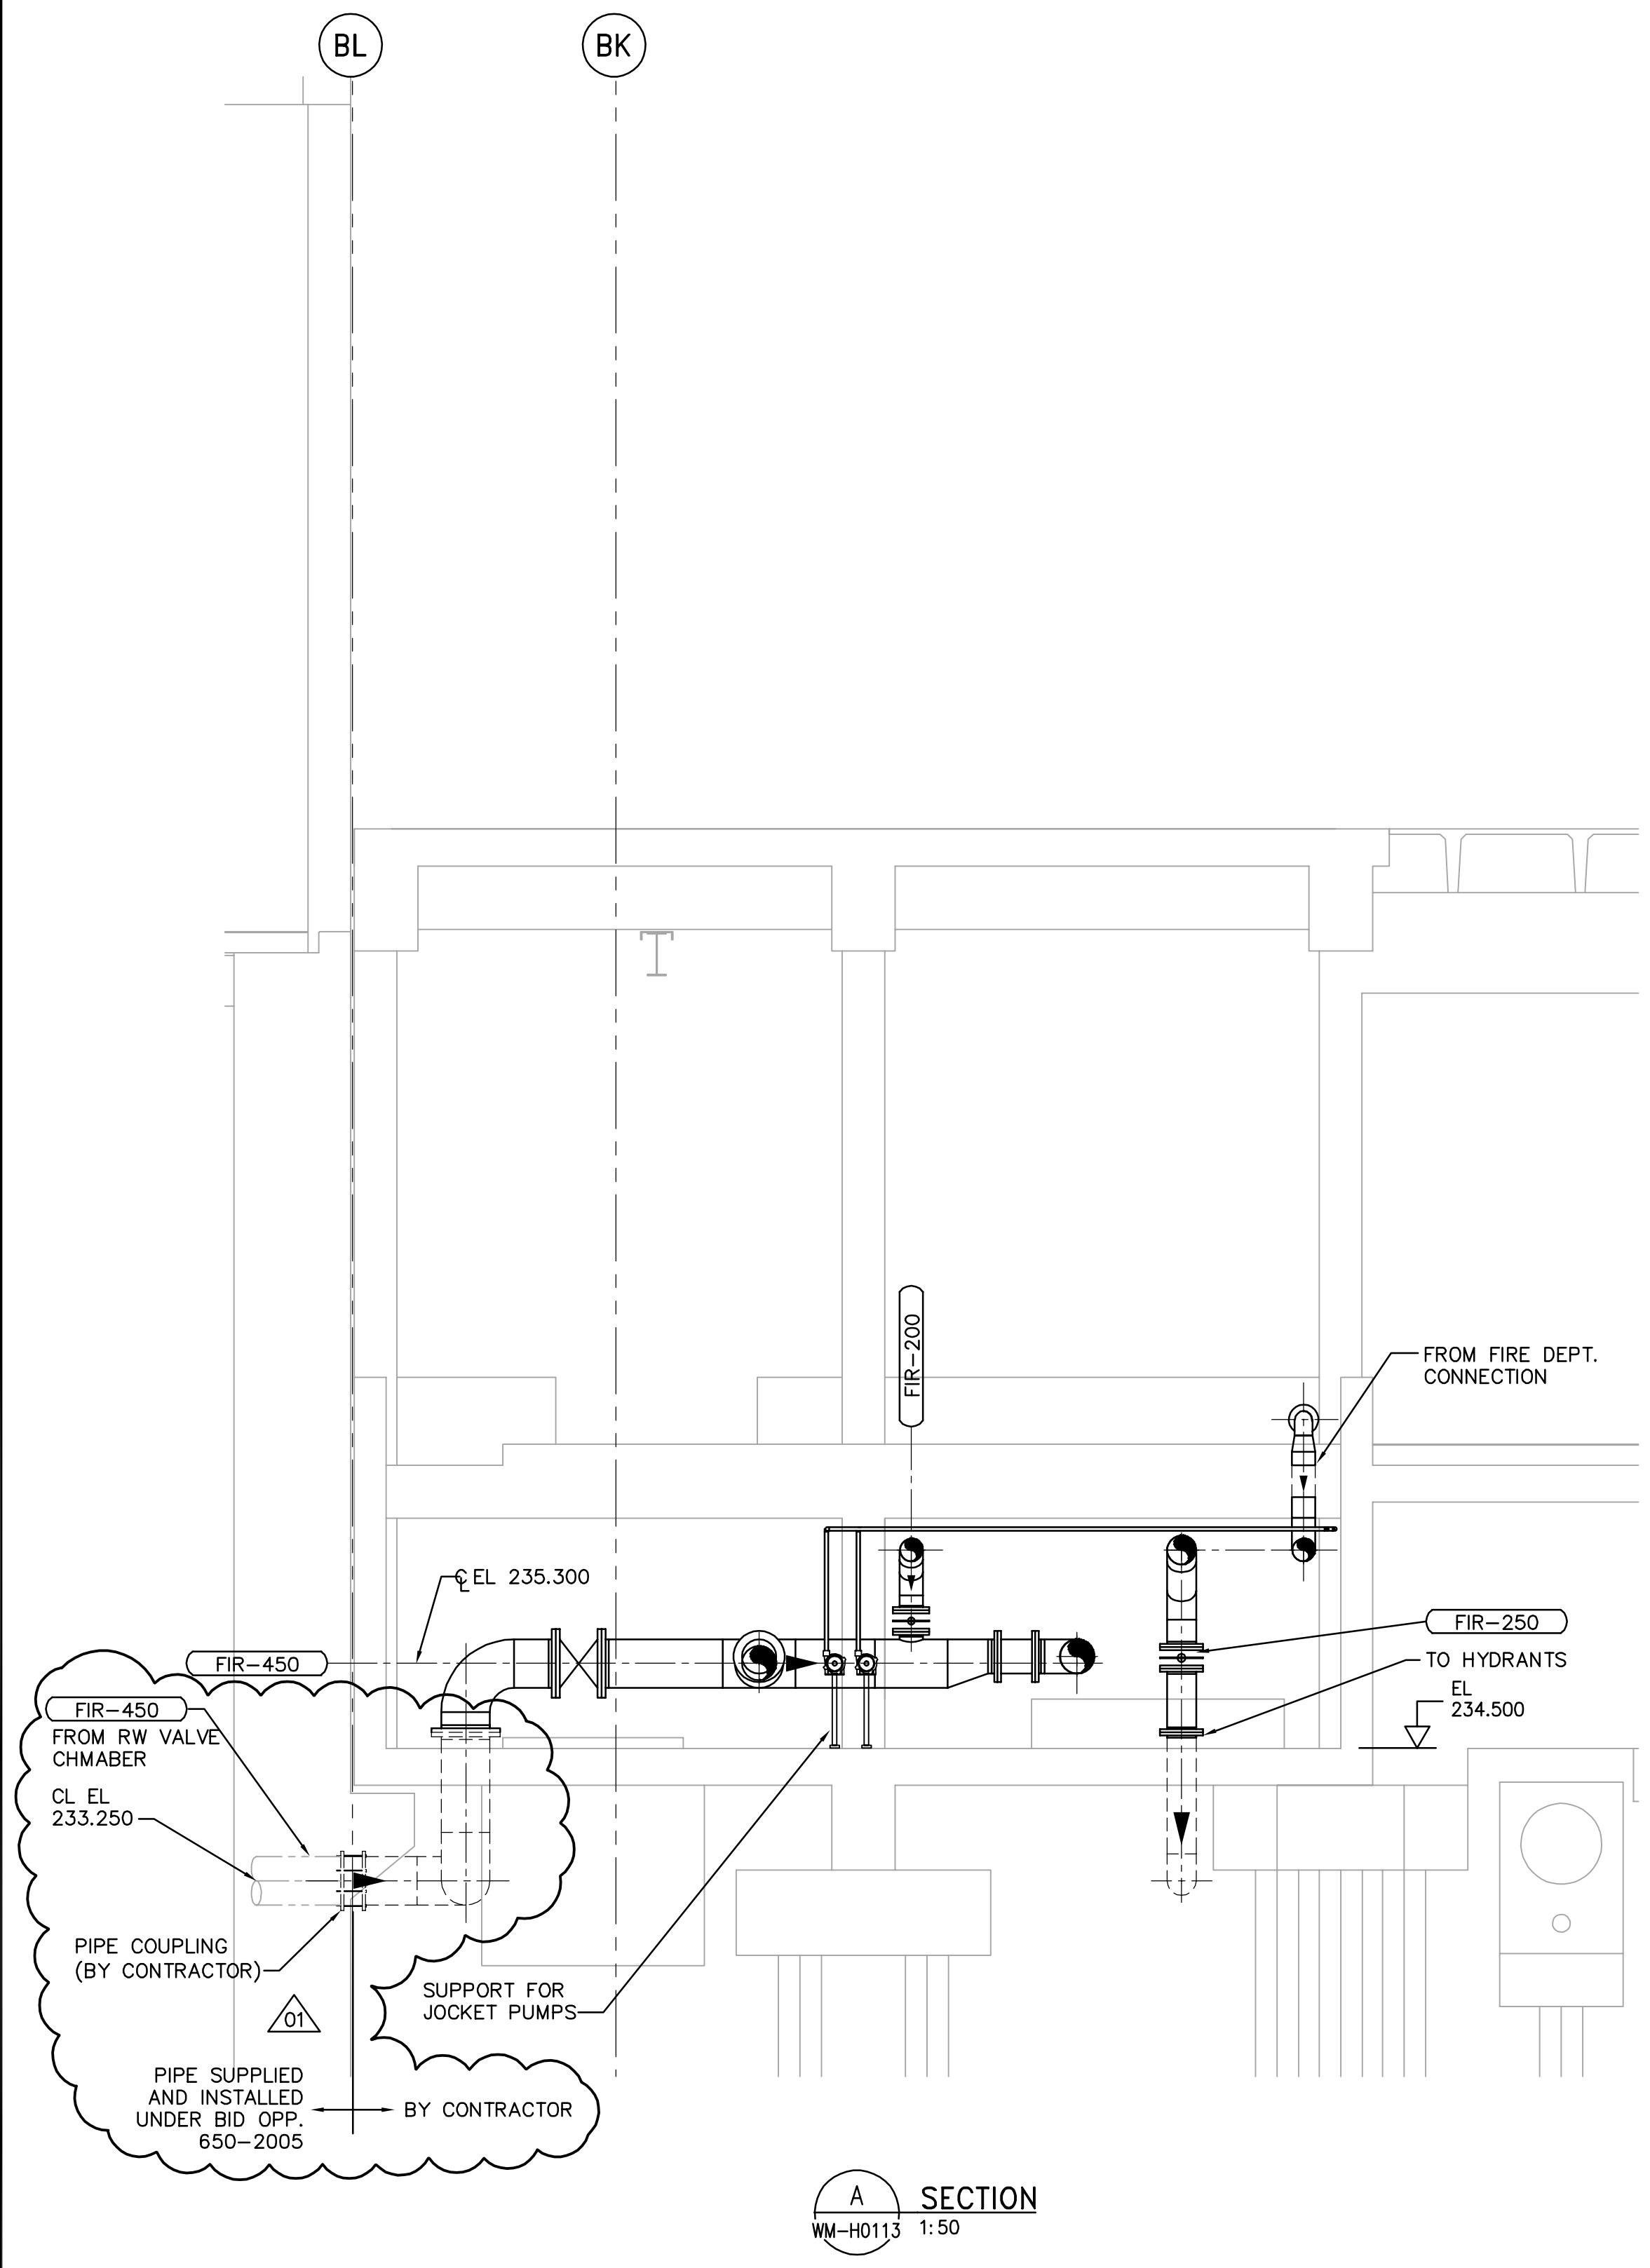 BL
BK
FIR-200
FROM FIRE DEPT.
CONNECTION
℄ EL 235.300
FIR-450
FIR-250
TO HYDRANTS
EL
234.500
FIR-450
FROM RW VALVE
CHMABER
CL EL
233.250
PIPE COUPLING
(BY CONTRACTOR)
01
SUPPORT FOR
JOCKET PUMPS
PIPE SUPPLIED
AND INSTALLED
UNDER BID OPP.
650-2005
BY CONTRACTOR
A
SECTION
WM-H0113
1:50